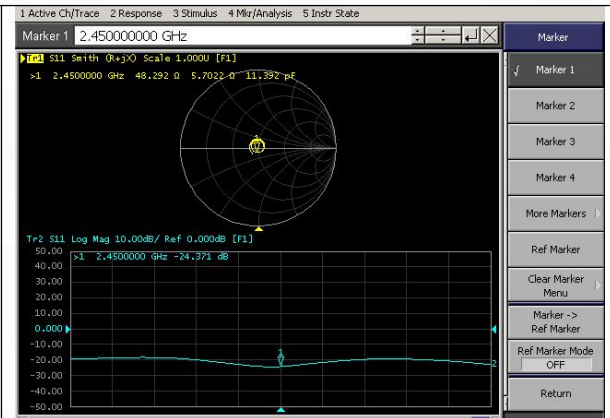 1 Active Ch/Trace 2 Response 3 Stimulus 4 Mkr/Analysis 5 Instr State
Marker 1 2.450000000 GHz
Tr1 S11 Smith (R+jX) Scale 1.000U [F1]
>1 2.4500000 GHz 48.292 Ω 5.7022 Ω 11.392 pF
1
Tr2 S11 Log Mag 10.00dB/ Ref 0.000dB [F1]
50.00
>1 2.4500000 GHz -24.371 dB
40.00
30.00
20.00
10.00
0.000
-10.00
1
-20.00
2
-30.00
-40.00
-50.00
Marker
√ Marker 1
Marker 2
Marker 3
Marker 4
More Markers
Ref Marker
Clear Marker
Menu
Marker ->
Ref Marker
Ref Marker Mode
OFF
Return